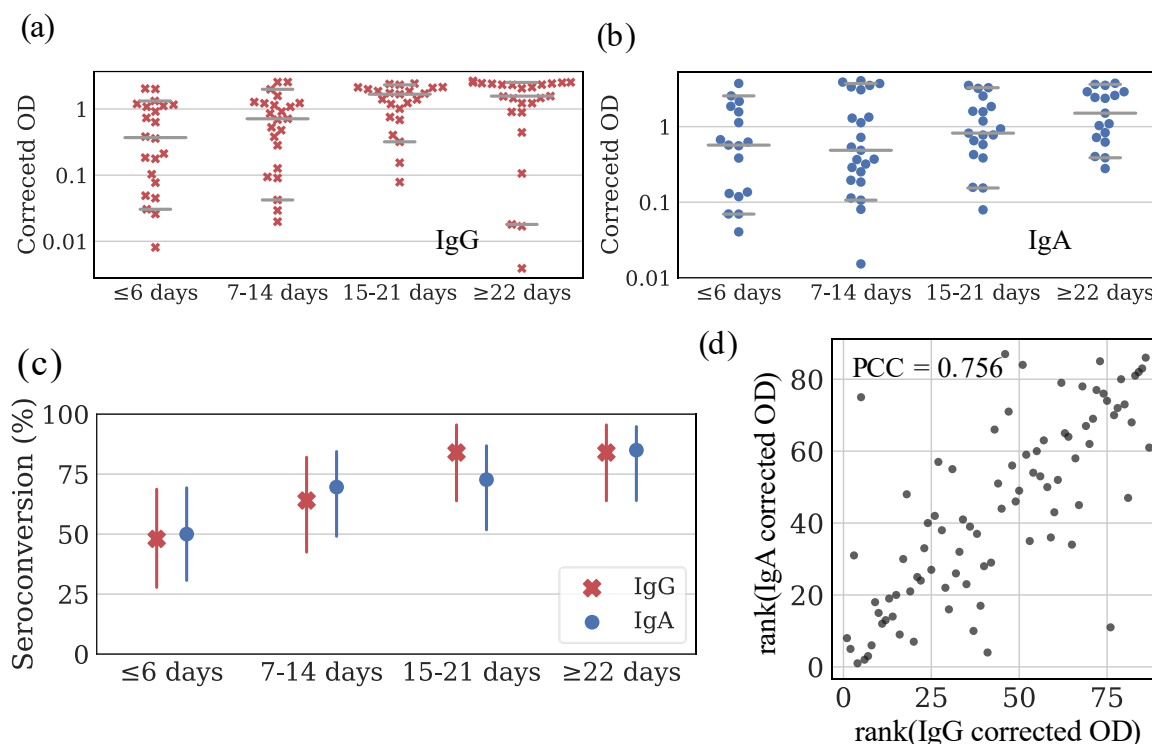 (a)
Correcetd OD
1
0.1
0.01
IgG
≤6 days 7-14 days 15-21 days ≥22 days
(b)
Correcetd OD
1
0.1
0.01
IgA
≤6 days 7-14 days 15-21 days ≥22 days
(c)
Seroconversion (%)
100
75
50
25
0
IgG
IgA
≤6 days 7-14 days 15-21 days ≥22 days
(d)
PCC = 0.756
rank(IgA corrected OD)
80
60
40
20
0
0 25 50 75
rank(IgG corrected OD)